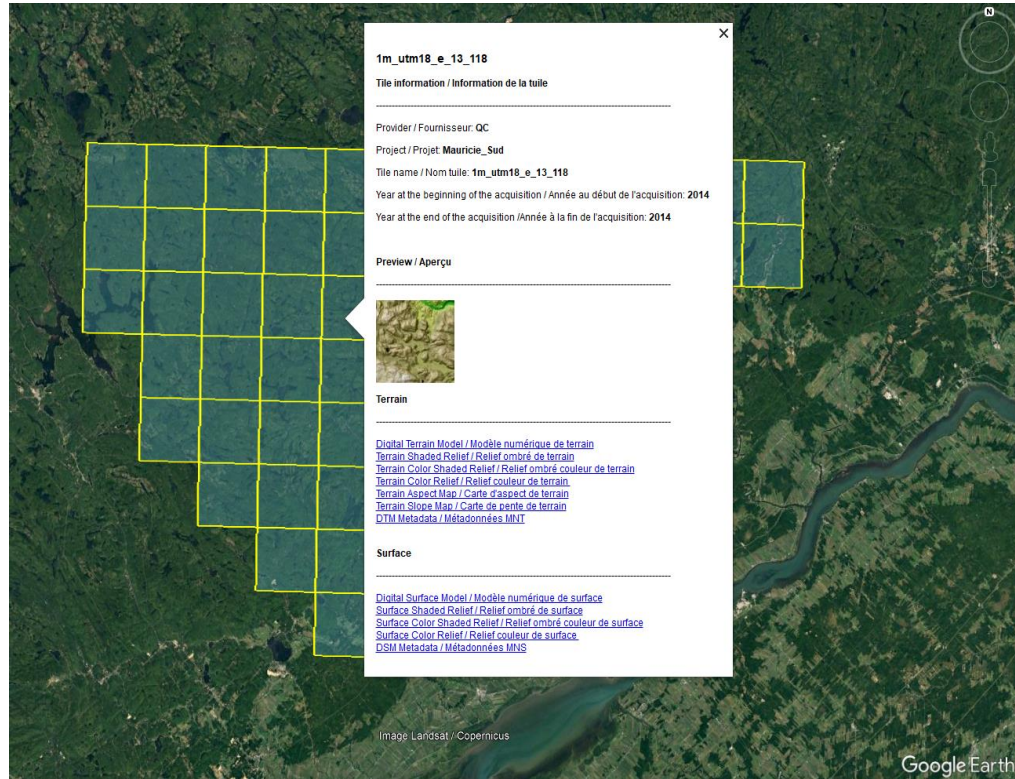 N
×
1m_utm18_e_13_118
Tile information / Information de la tuile
Provider / Fournisseur: QC
Project / Projet: Mauricie_Sud
Tile name / Nom tuile: 1m_utm18_e_13_118
Year at the beginning of the acquisition / Année au début de l'acquisition: 2014
Year at the end of the acquisition /Année à la fin de l'acquisition: 2014
Preview / Aperçu
Terrain
Digital Terrain Model / Modèle numérique de terrain
Terrain Shaded Relief / Relief ombré de terrain
Terrain Color Shaded Relief / Relief ombré couleur de terrain
Terrain Color Relief / Relief couleur de terrain
Terrain Aspect Map / Carte d'aspect de terrain
Terrain Slope Map / Carte de pente de terrain
DTM Metadata / Métadonnées MNT
Surface
Digital Surface Model / Modèle numérique de surface
Surface Shaded Relief / Relief ombré de surface
Surface Color Shaded Relief / Relief ombré couleur de surface
Surface Color Relief / Relief couleur de surface
DSM Metadata / Métadonnées MNS
Image Landsat / Copernicus
Google Earth